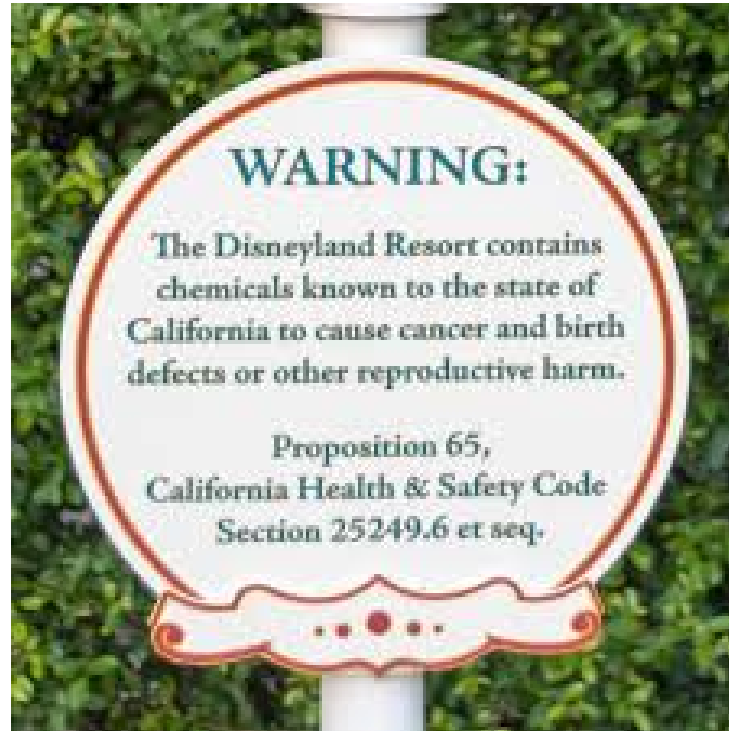 WARNING:
The Disneyland Resort contains
chemicals known to the state of
California to cause cancer and birth
defects or other reproductive harm.
Proposition 65,
California Health & Safety Code
Section 25249.6 et seq.